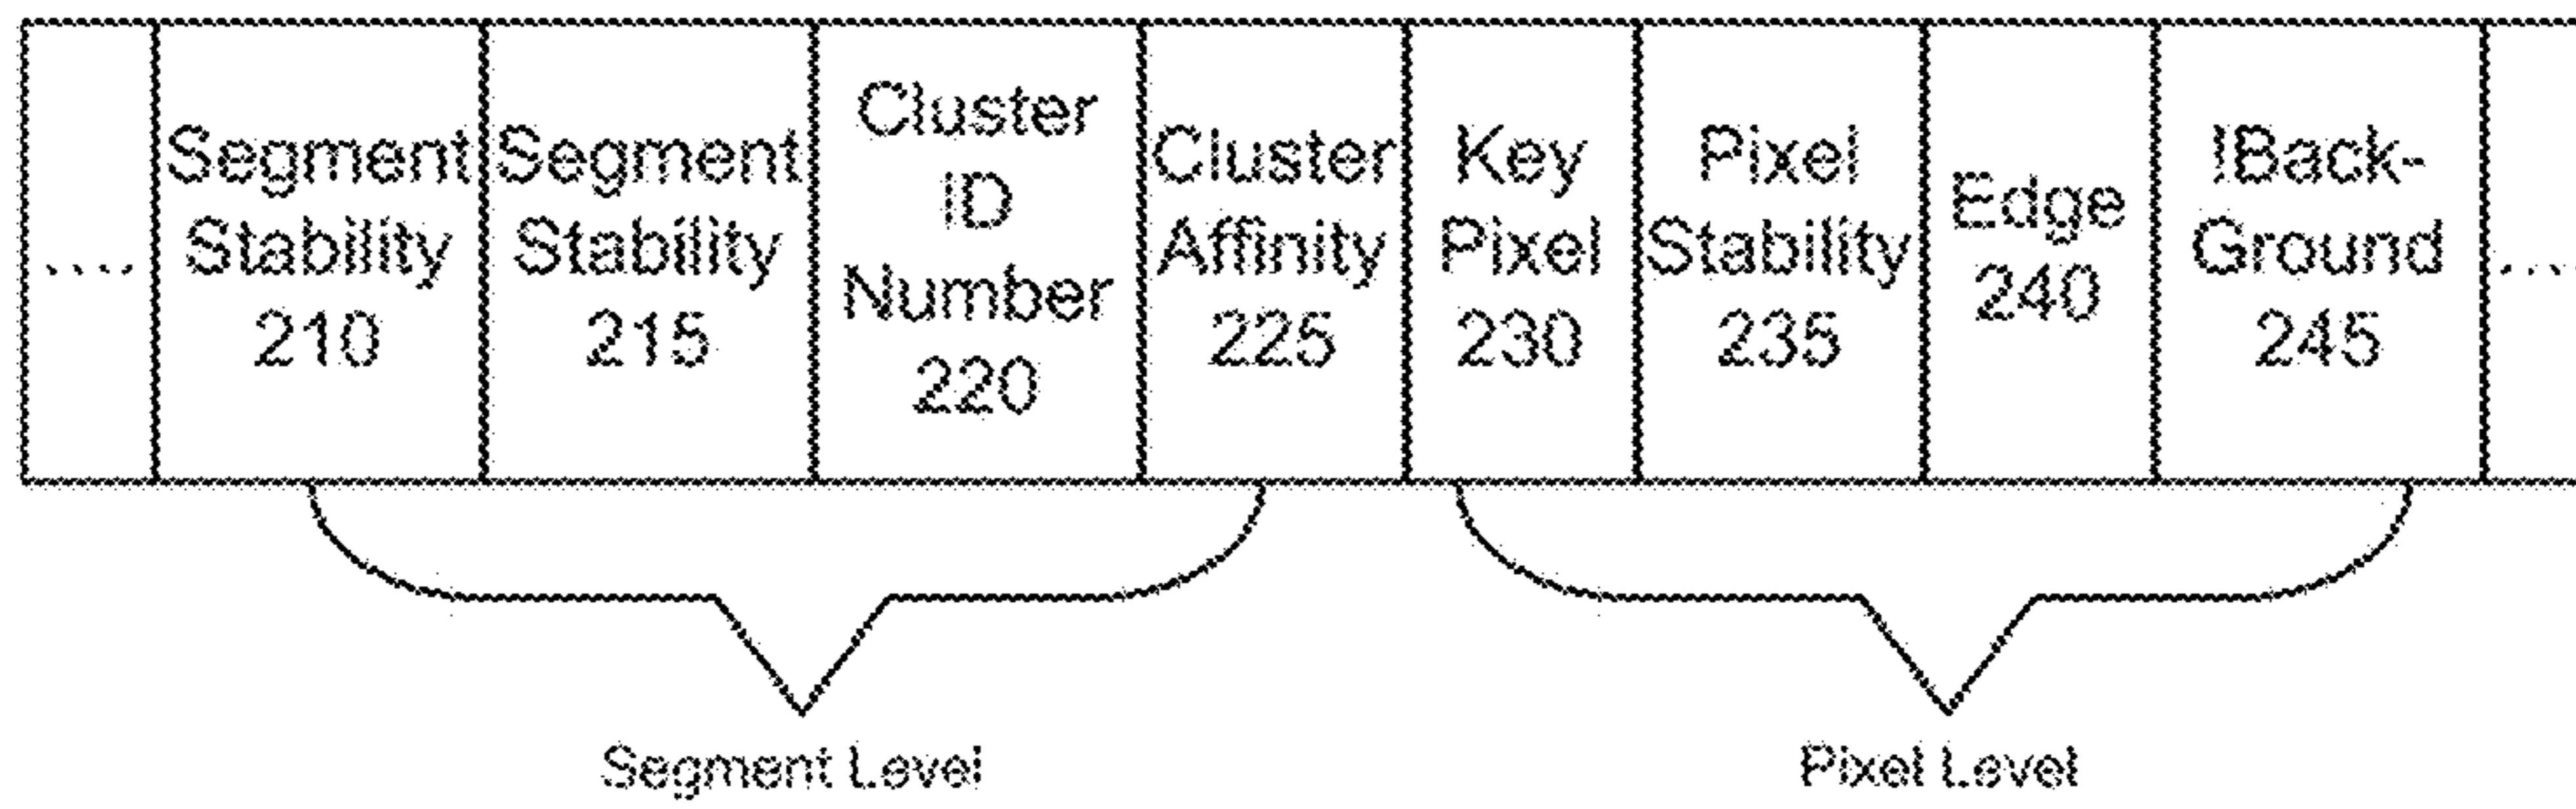 ....
Segment
Stability
210
Segment
Stability
215
Cluster
ID
Number
220
Cluster
Affinity
225
Key
Pixel
230
Pixel
Stability
235
Edge
240
!Back-
Ground
245
....
Segment Level
Pixel Level